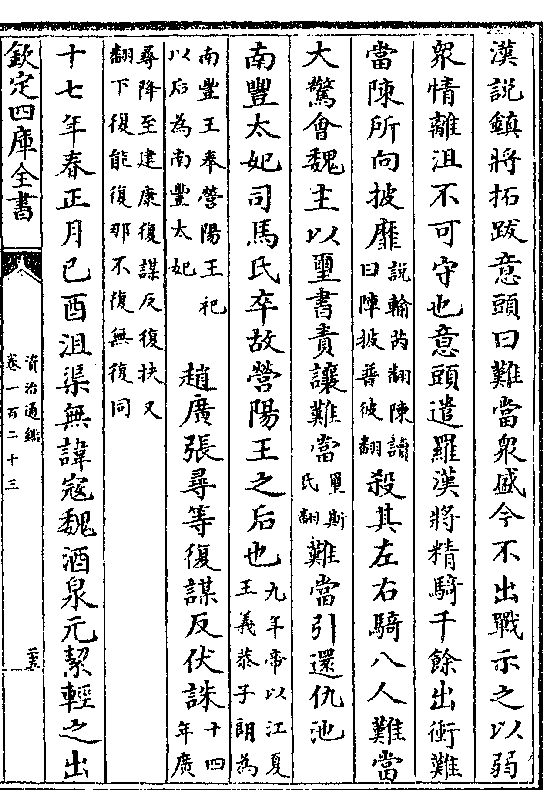 漢説鎮將拓跋意頭曰難當衆盛今不出戰示之以弱
衆情離沮不可守也意頭遣羅漢將精騎千餘出衝難
當陳所向披靡説輸芮翻陳讀曰陣披普彼翻殺其左右騎八人難當
大驚會魏主以璽書責讓難當璽斯氏翻難當引還仇池
南豐太妃司馬氏卒故營陽王之后也九年帝以江夏王義恭子朗為
南豐王奉營陽王祀以后為南豐太妃 趙廣張尋等復謀反伏誅十四年廣
尋降至建康復謀反復扶又翻下復能復那不復無復同
十七年春正月己酉沮渠無諱寇魏酒泉元絜輕之出
欽定四庫全書
資治通鑑
卷一百二十三